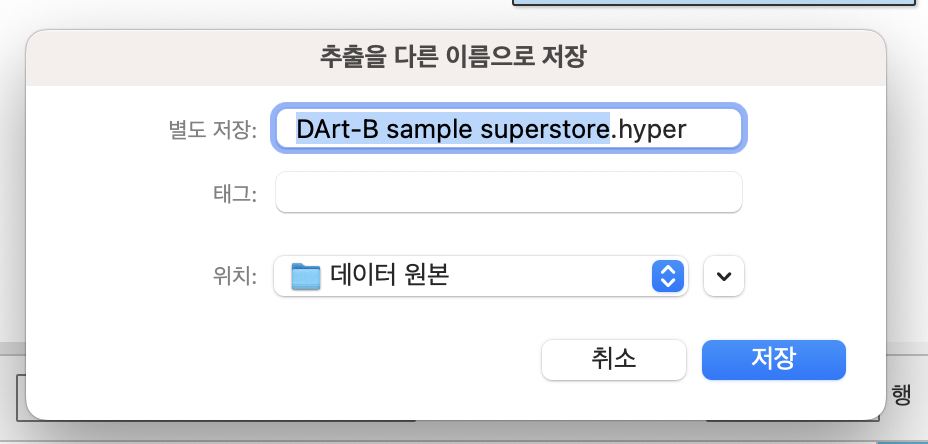 추출을 다른 이름으로 저장
별도 저장: DArt-B sample superstore.hyper
태그:
위치: 데이터 원본
취소 저장
행